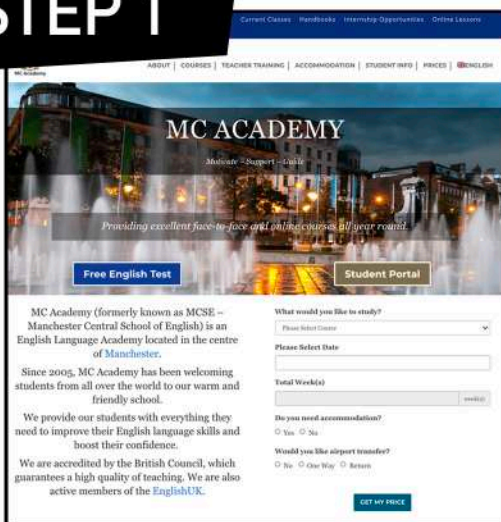 STEP 1
Current Classes Handbooks Internship Opportunities Online Lessons
MC Academy
ABOUT | COURSES | TEACHER TRAINING | ACCOMMODATION | STUDENT INFO | PRICES | ENGLISH
MC ACADEMY
Motivate – Support – Guide
Providing excellent face-to-face and online courses all year round.
Free English Test
Student Portal
MC Academy (formerly known as MCSE –
Manchester Central School of English) is an
English Language Academy located in the centre
of Manchester.
Since 2005, MC Academy has been welcoming
students from all over the world to our warm and
friendly school.
We provide our students with everything they
need to improve their English language skills and
boost their confidence.
We are accredited by the British Council, which
guarantees a high quality of teaching. We are also
active members of the EnglishUK.
What would you like to study?
Please Select Course
Please Select Date
Total Week(s)
week(s)
Do you need accommodation?
Yes No
Would you like airport transfer?
No One Way Return
GET MY PRICE